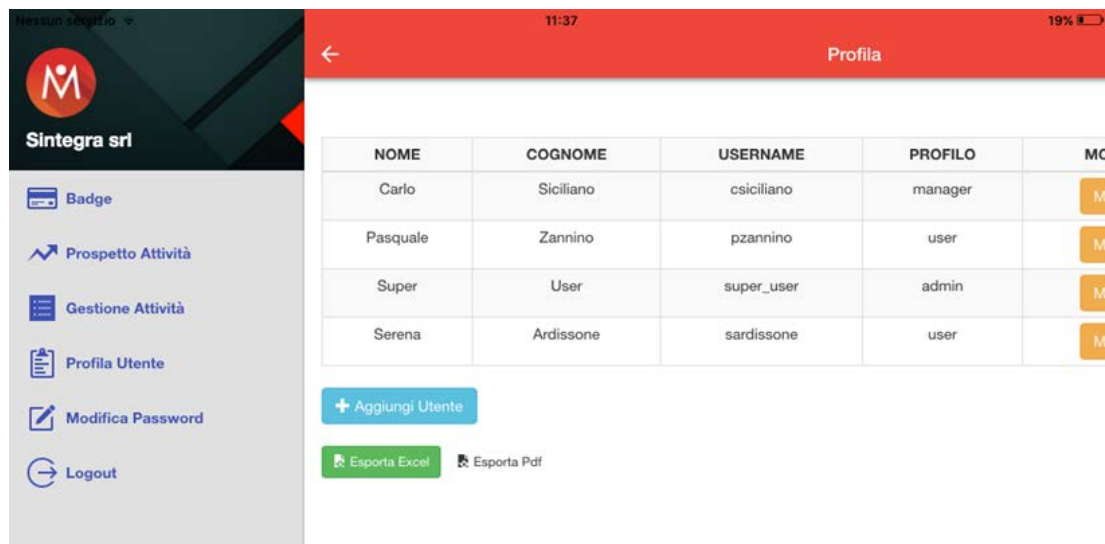 Nessun servizio
11:37
19%
Profila
Sintegra srl
Badge
Prospetto Attività
Gestione Attività
Profila Utente
Modifica Password
Logout
NOME COGNOME USERNAME PROFILO MO
Carlo Siciliano csiciliano manager M
Pasquale Zannino pzannino user M
Super User super_user admin M
Serena Ardissone sardissone user M
Aggiungi Utente
Esporta Excel Esporta Pdf